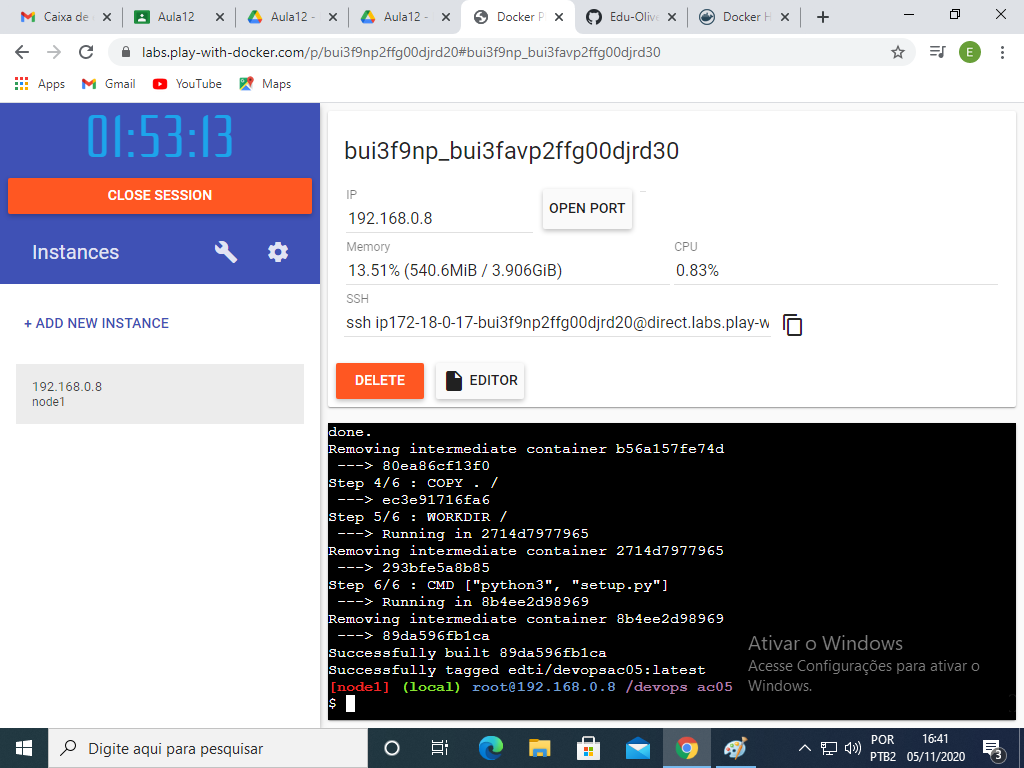 Caixa de
Aula12
Aula12 -
Aula12 -
Docker P
Edu-Olive
Docker H
labs.play-with-docker.com/p/bui3f9np2ffg00djrd20#bui3f9np_bui3favp2ffg00djrd30
E
Apps
Gmail
YouTube
Maps
01:53:13
CLOSE SESSION
Instances
+ ADD NEW INSTANCE
192.168.0.8
node1
bui3f9np_bui3favp2ffg00djrd30
IP
192.168.0.8
OPEN PORT
Memory
13.51% (540.6MiB / 3.906GiB)
CPU
0.83%
SSH
ssh ip172-18-0-17-bui3f9np2ffg00djrd20@direct.labs.play-w
DELETE
EDITOR
done.
Removing intermediate container b56a157fe74d
 ---> 80ea86cf13f0
Step 4/6 : COPY . /
 ---> ec3e91716fa6
Step 5/6 : WORKDIR /
 ---> Running in 2714d7977965
Removing intermediate container 2714d7977965
 ---> 293bfe5a8b85
Step 6/6 : CMD ["python3", "setup.py"]
 ---> Running in 8b4ee2d98969
Removing intermediate container 8b4ee2d98969
 ---> 89da596fb1ca
Successfully built 89da596fb1ca
Successfully tagged edti/devopsac05:latest
[node1] (local) root@192.168.0.8 /devops ac05
$
Ativar o Windows
Acesse Configurações para ativar o
Windows.
Digite aqui para pesquisar
POR
PTB2
16:41
05/11/2020
3